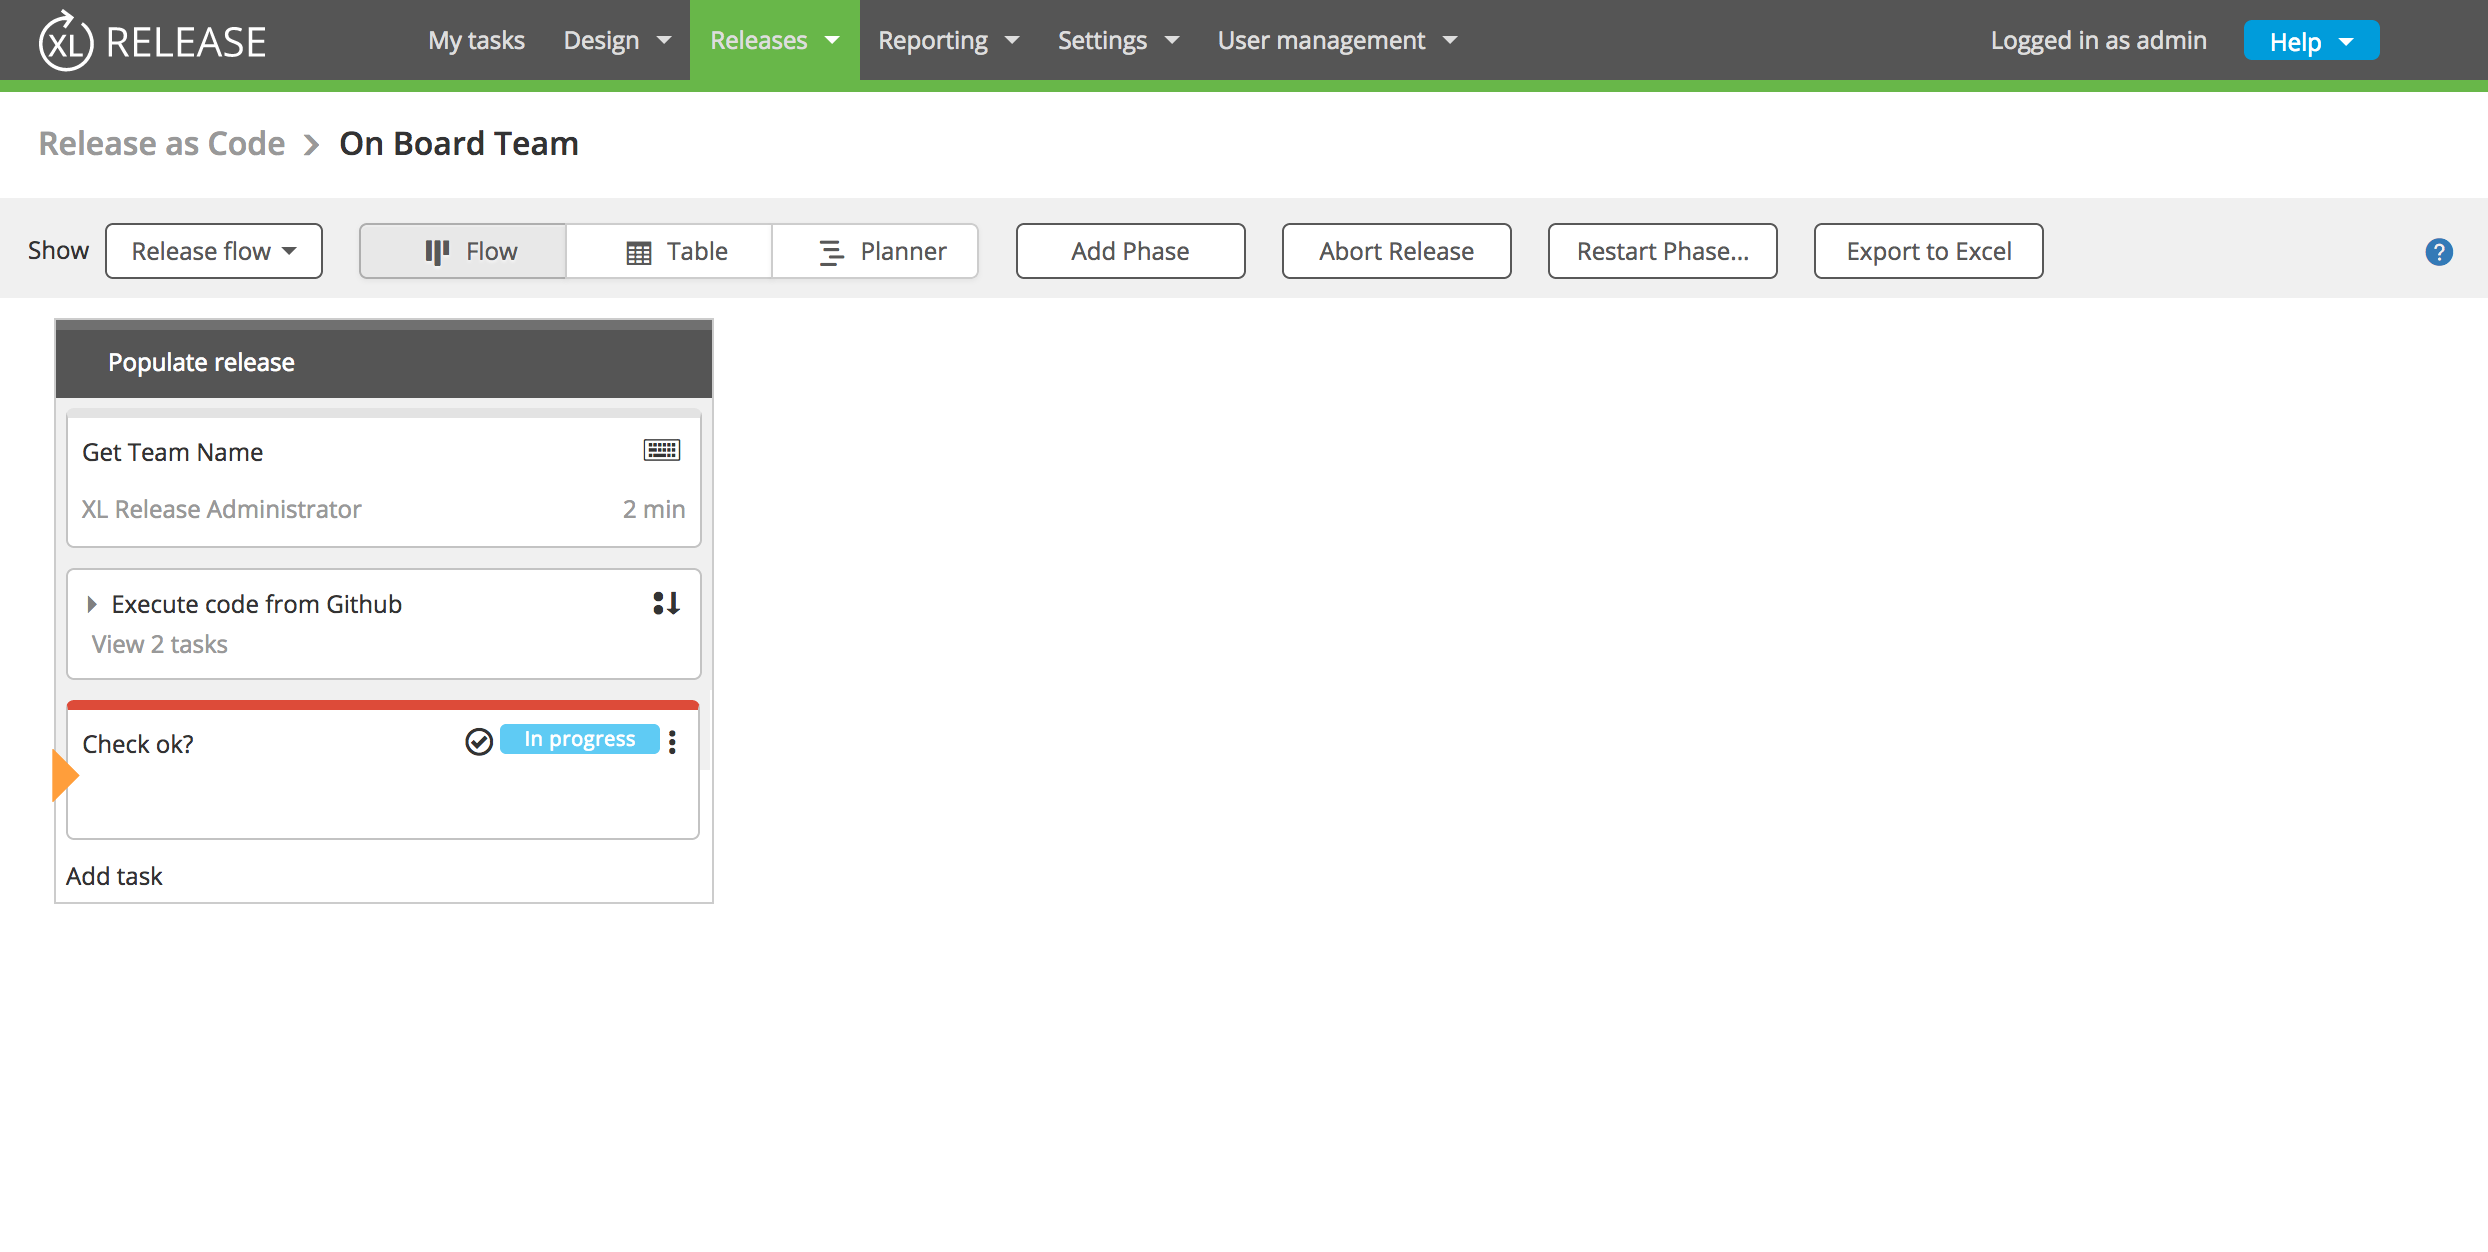 XL RELEASE My tasks Design Releases Reporting Settings User management Logged in as admin Help
Release as Code > On Board Team
Show Release flow Flow Table Planner Add Phase Abort Release Restart Phase... Export to Excel ?
Populate release
Get Team Name
XL Release Administrator 2 min
Execute code from Github
View 2 tasks
Check ok? In progress
Add task